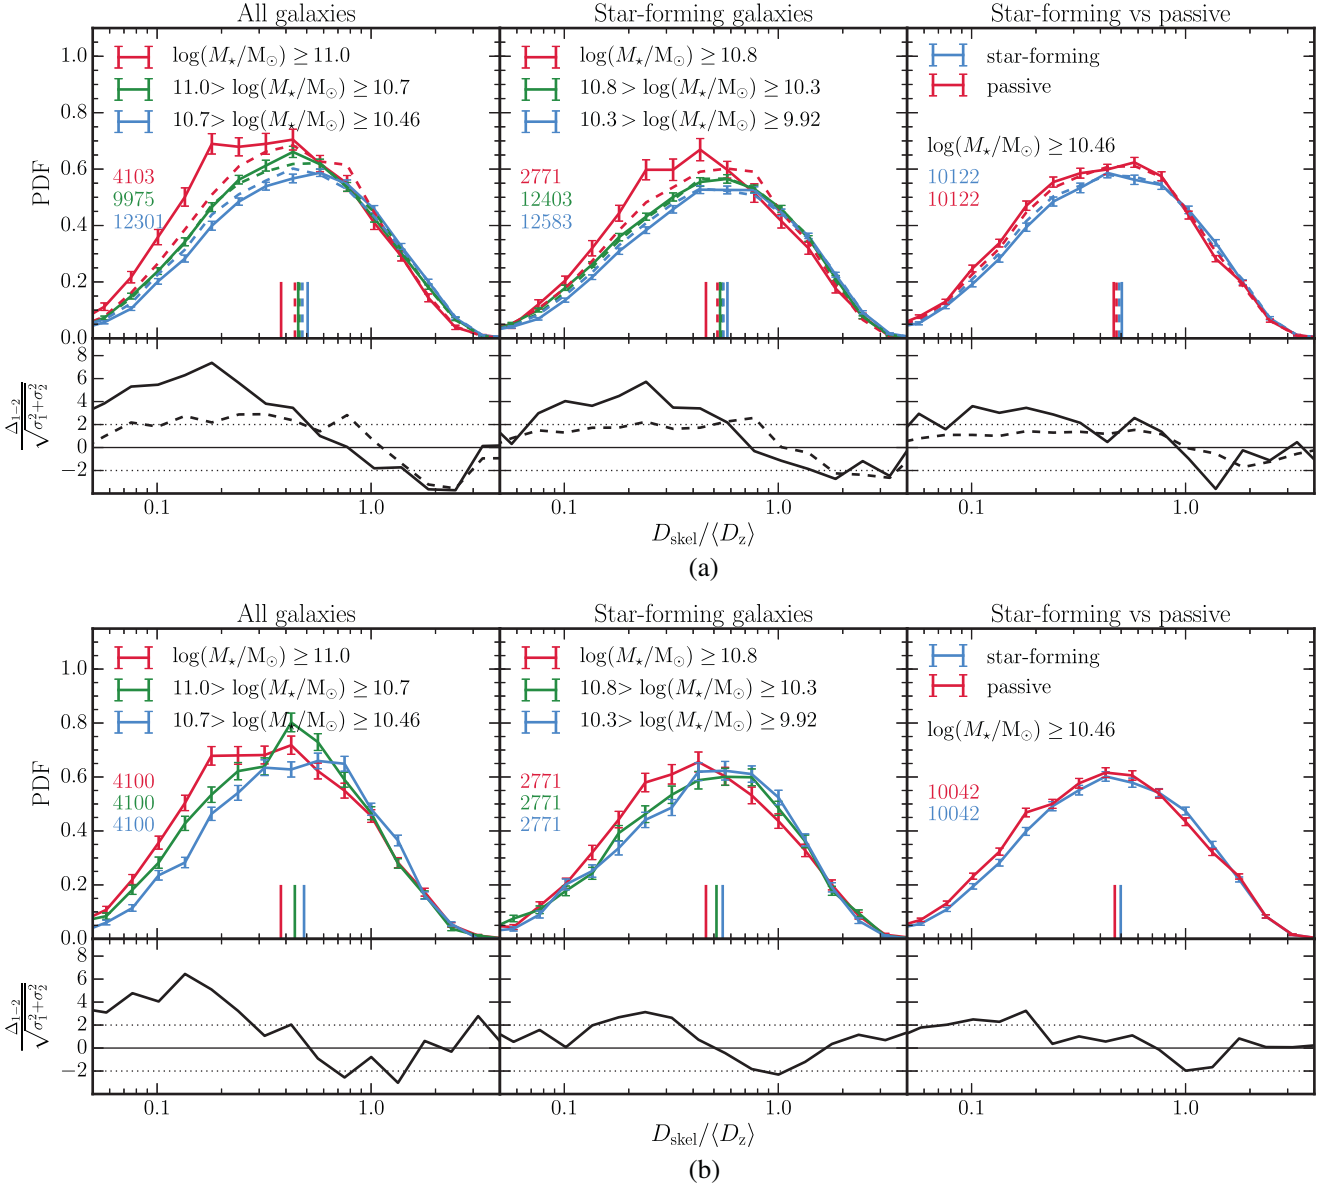 All galaxies
Star-forming galaxies
Star-forming vs passive
log(M⋆/M⊙) ≥ 11.0
11.0 > log(M⋆/M⊙) ≥ 10.7
10.7 > log(M⋆/M⊙) ≥ 10.46
4103
9975
12301
log(M⋆/M⊙) ≥ 10.8
10.8 > log(M⋆/M⊙) ≥ 10.3
10.3 > log(M⋆/M⊙) ≥ 9.92
2771
12403
12583
star-forming
passive
log(M⋆/M⊙) ≥ 10.46
10122
10122
PDF
1.0
0.8
0.6
0.4
0.2
0.0
Δ₁₋₂/√(σ₁²+σ₂²)
8
6
4
2
0
−2
0.1 1.0 0.1 1.0 0.1 1.0
D_skel/⟨D_z⟩
(a)
All galaxies
Star-forming galaxies
Star-forming vs passive
log(M⋆/M⊙) ≥ 11.0
11.0 > log(M⋆/M⊙) ≥ 10.7
10.7 > log(M⋆/M⊙) ≥ 10.46
4100
4100
4100
log(M⋆/M⊙) ≥ 10.8
10.8 > log(M⋆/M⊙) ≥ 10.3
10.3 > log(M⋆/M⊙) ≥ 9.92
2771
2771
2771
star-forming
passive
log(M⋆/M⊙) ≥ 10.46
10042
10042
PDF
1.0
0.8
0.6
0.4
0.2
0.0
Δ₁₋₂/√(σ₁²+σ₂²)
8
6
4
2
0
−2
0.1 1.0 0.1 1.0 0.1 1.0
D_skel/⟨D_z⟩
(b)